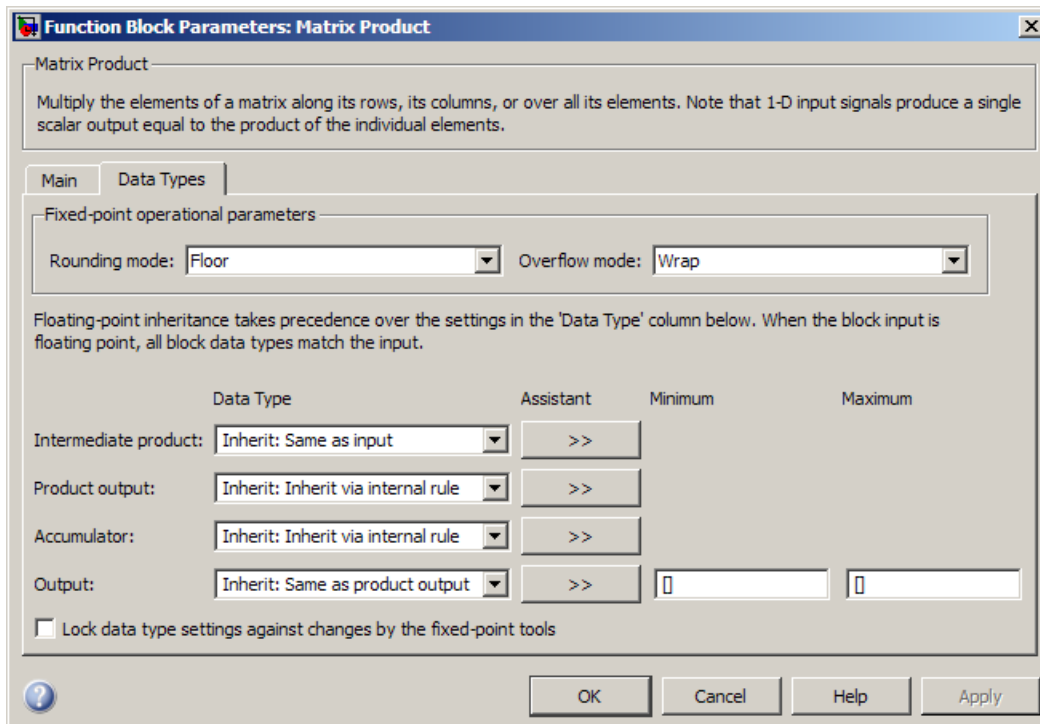 Function Block Parameters: Matrix Product
Matrix Product
Multiply the elements of a matrix along its rows, its columns, or over all its elements. Note that 1-D input signals produce a single
scalar output equal to the product of the individual elements.
Main Data Types
Fixed-point operational parameters
Rounding mode: Floor Overflow mode: Wrap
Floating-point inheritance takes precedence over the settings in the 'Data Type' column below. When the block input is
floating point, all block data types match the input.
Data Type Assistant Minimum Maximum
Intermediate product: Inherit: Same as input >>
Product output: Inherit: Inherit via internal rule >>
Accumulator: Inherit: Inherit via internal rule >>
Output: Inherit: Same as product output >> [] []
Lock data type settings against changes by the fixed-point tools
? OK Cancel Help Apply